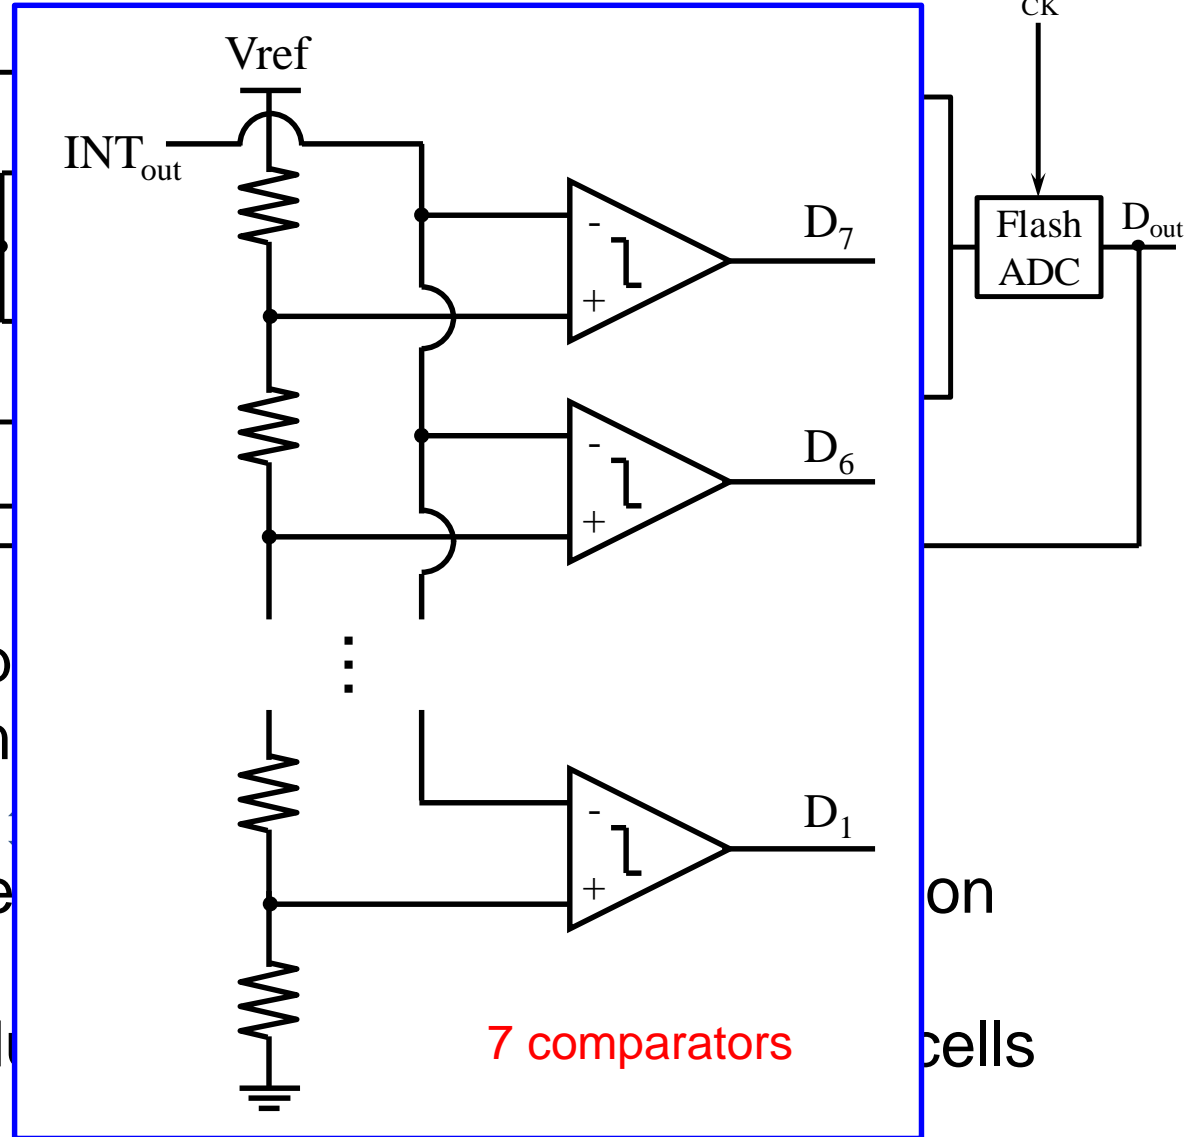 CK
Vref
INTout
- D7
+
Flash
ADC
Dout
- D6
+
- D1
+
on
7 comparators
cells